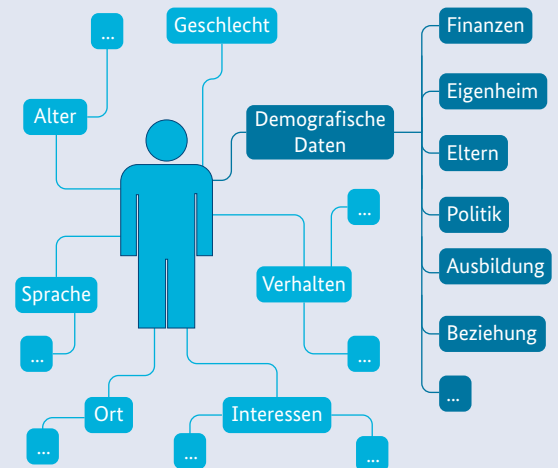 ...
Geschlecht
Finanzen
Eigenheim
Alter
Demografische
Daten
Eltern
Politik
...
Ausbildung
Sprache
Verhalten
Beziehung
...
...
...
Ort
Interessen
...
...
...